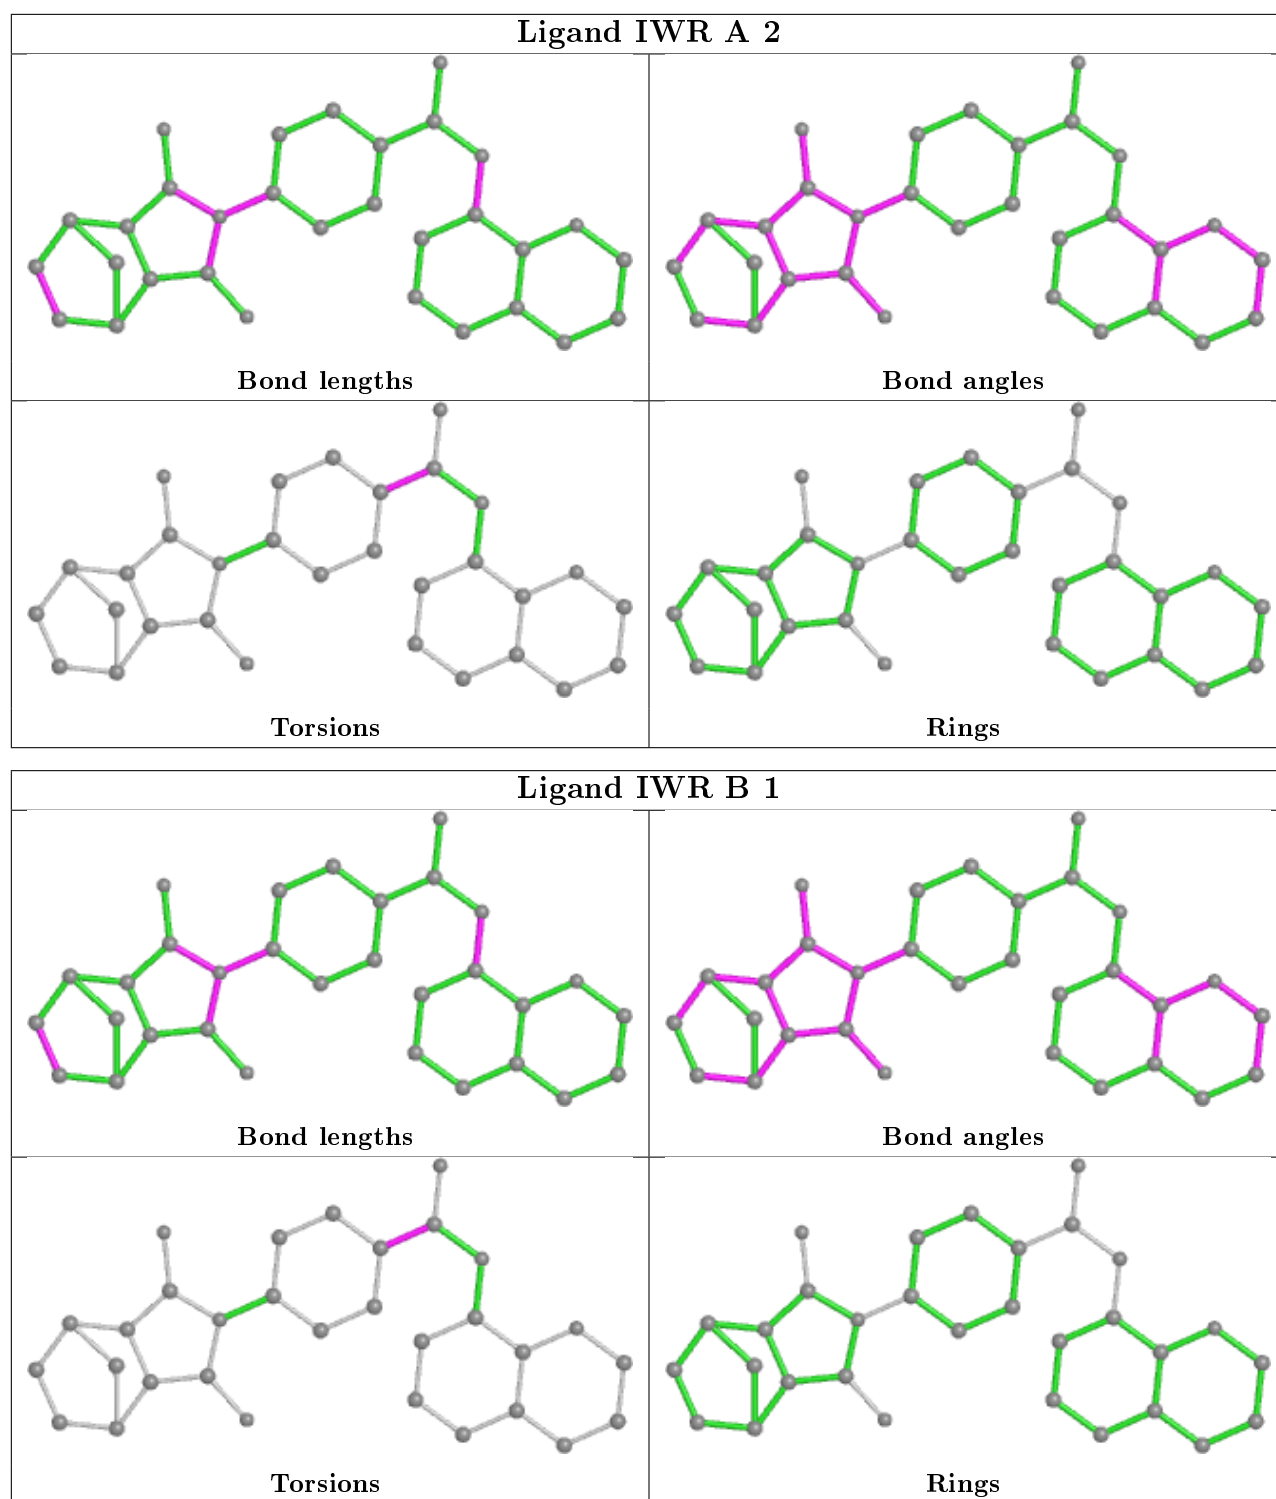 Ligand IWR A 2
Bond lengths
Bond angles
Torsions
Rings
Ligand IWR B 1
Bond lengths
Bond angles
Torsions
Rings